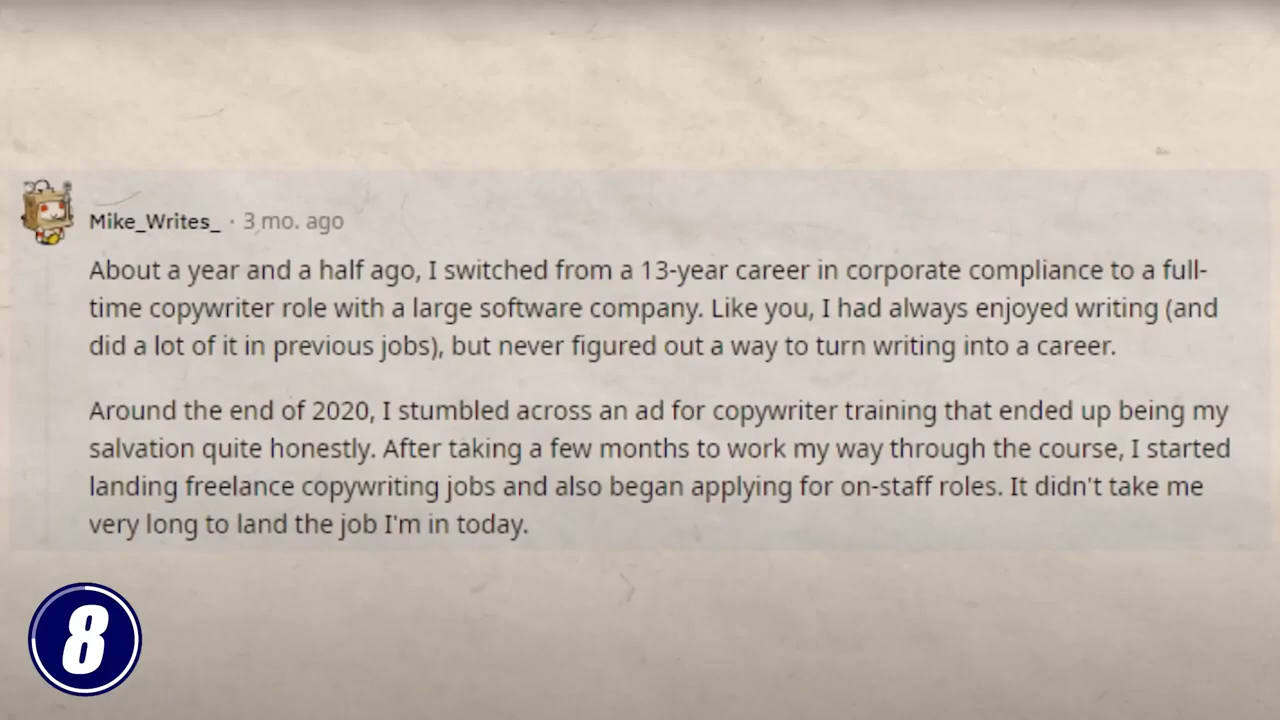 Mike_Writes_ · 3 mo. ago
About a year and a half ago, I switched from a 13-year career in corporate compliance to a full-
time copywriter role with a large software company. Like you, I had always enjoyed writing (and
did a lot of it in previous jobs), but never figured out a way to turn writing into a career.
Around the end of 2020, I stumbled across an ad for copywriter training that ended up being my
salvation quite honestly. After taking a few months to work my way through the course, I started
landing freelance copywriting jobs and also began applying for on-staff roles. It didn't take me
very long to land the job I'm in today.
8